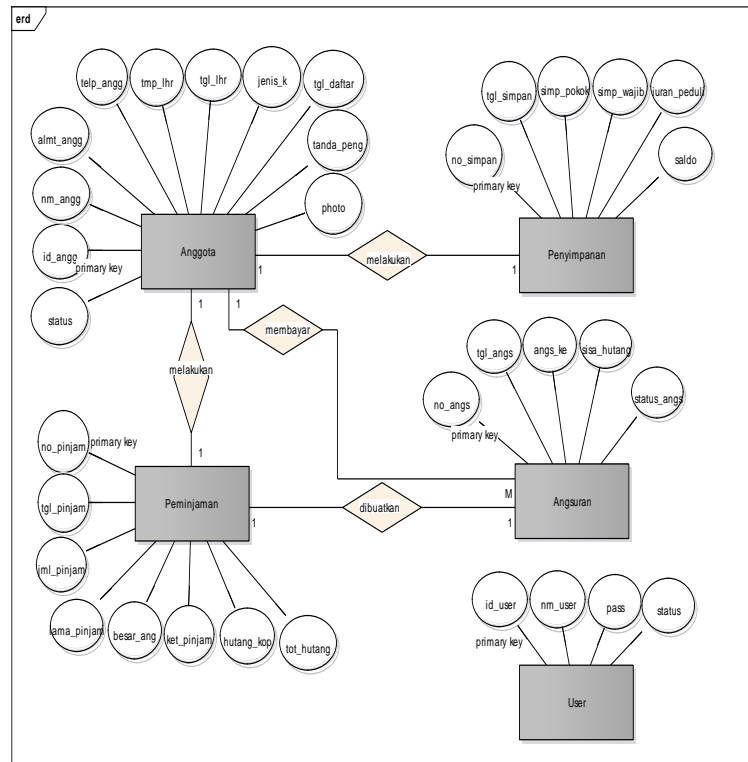 erd
telp_angg
tmp_lhr
tgl_lhr
jenis_k
tgl_daftar
almt_angg
tanda_peng
nm_angg
photo
id_angg
primary key
status
Anggota
tgl_simpan
simp_pokok
simp_wajib
iuran_peduli
no_simpan
primary key
saldo
Penyimpanan
1
melakukan
1
1
1
membayar
melakukan
1
tgl_angs
angs_ke
sisa_hutang
no_angs
primary key
status_angs
Angsuran
M
1
no_pinjam
primary key
tgl_pinjam
jml_pinjam
lama_pinjam
besar_ang
ket_pinjam
hutang_kop
tot_hutang
Peminjaman
1
dibuatkan
id_user
primary key
nm_user
pass
status
User